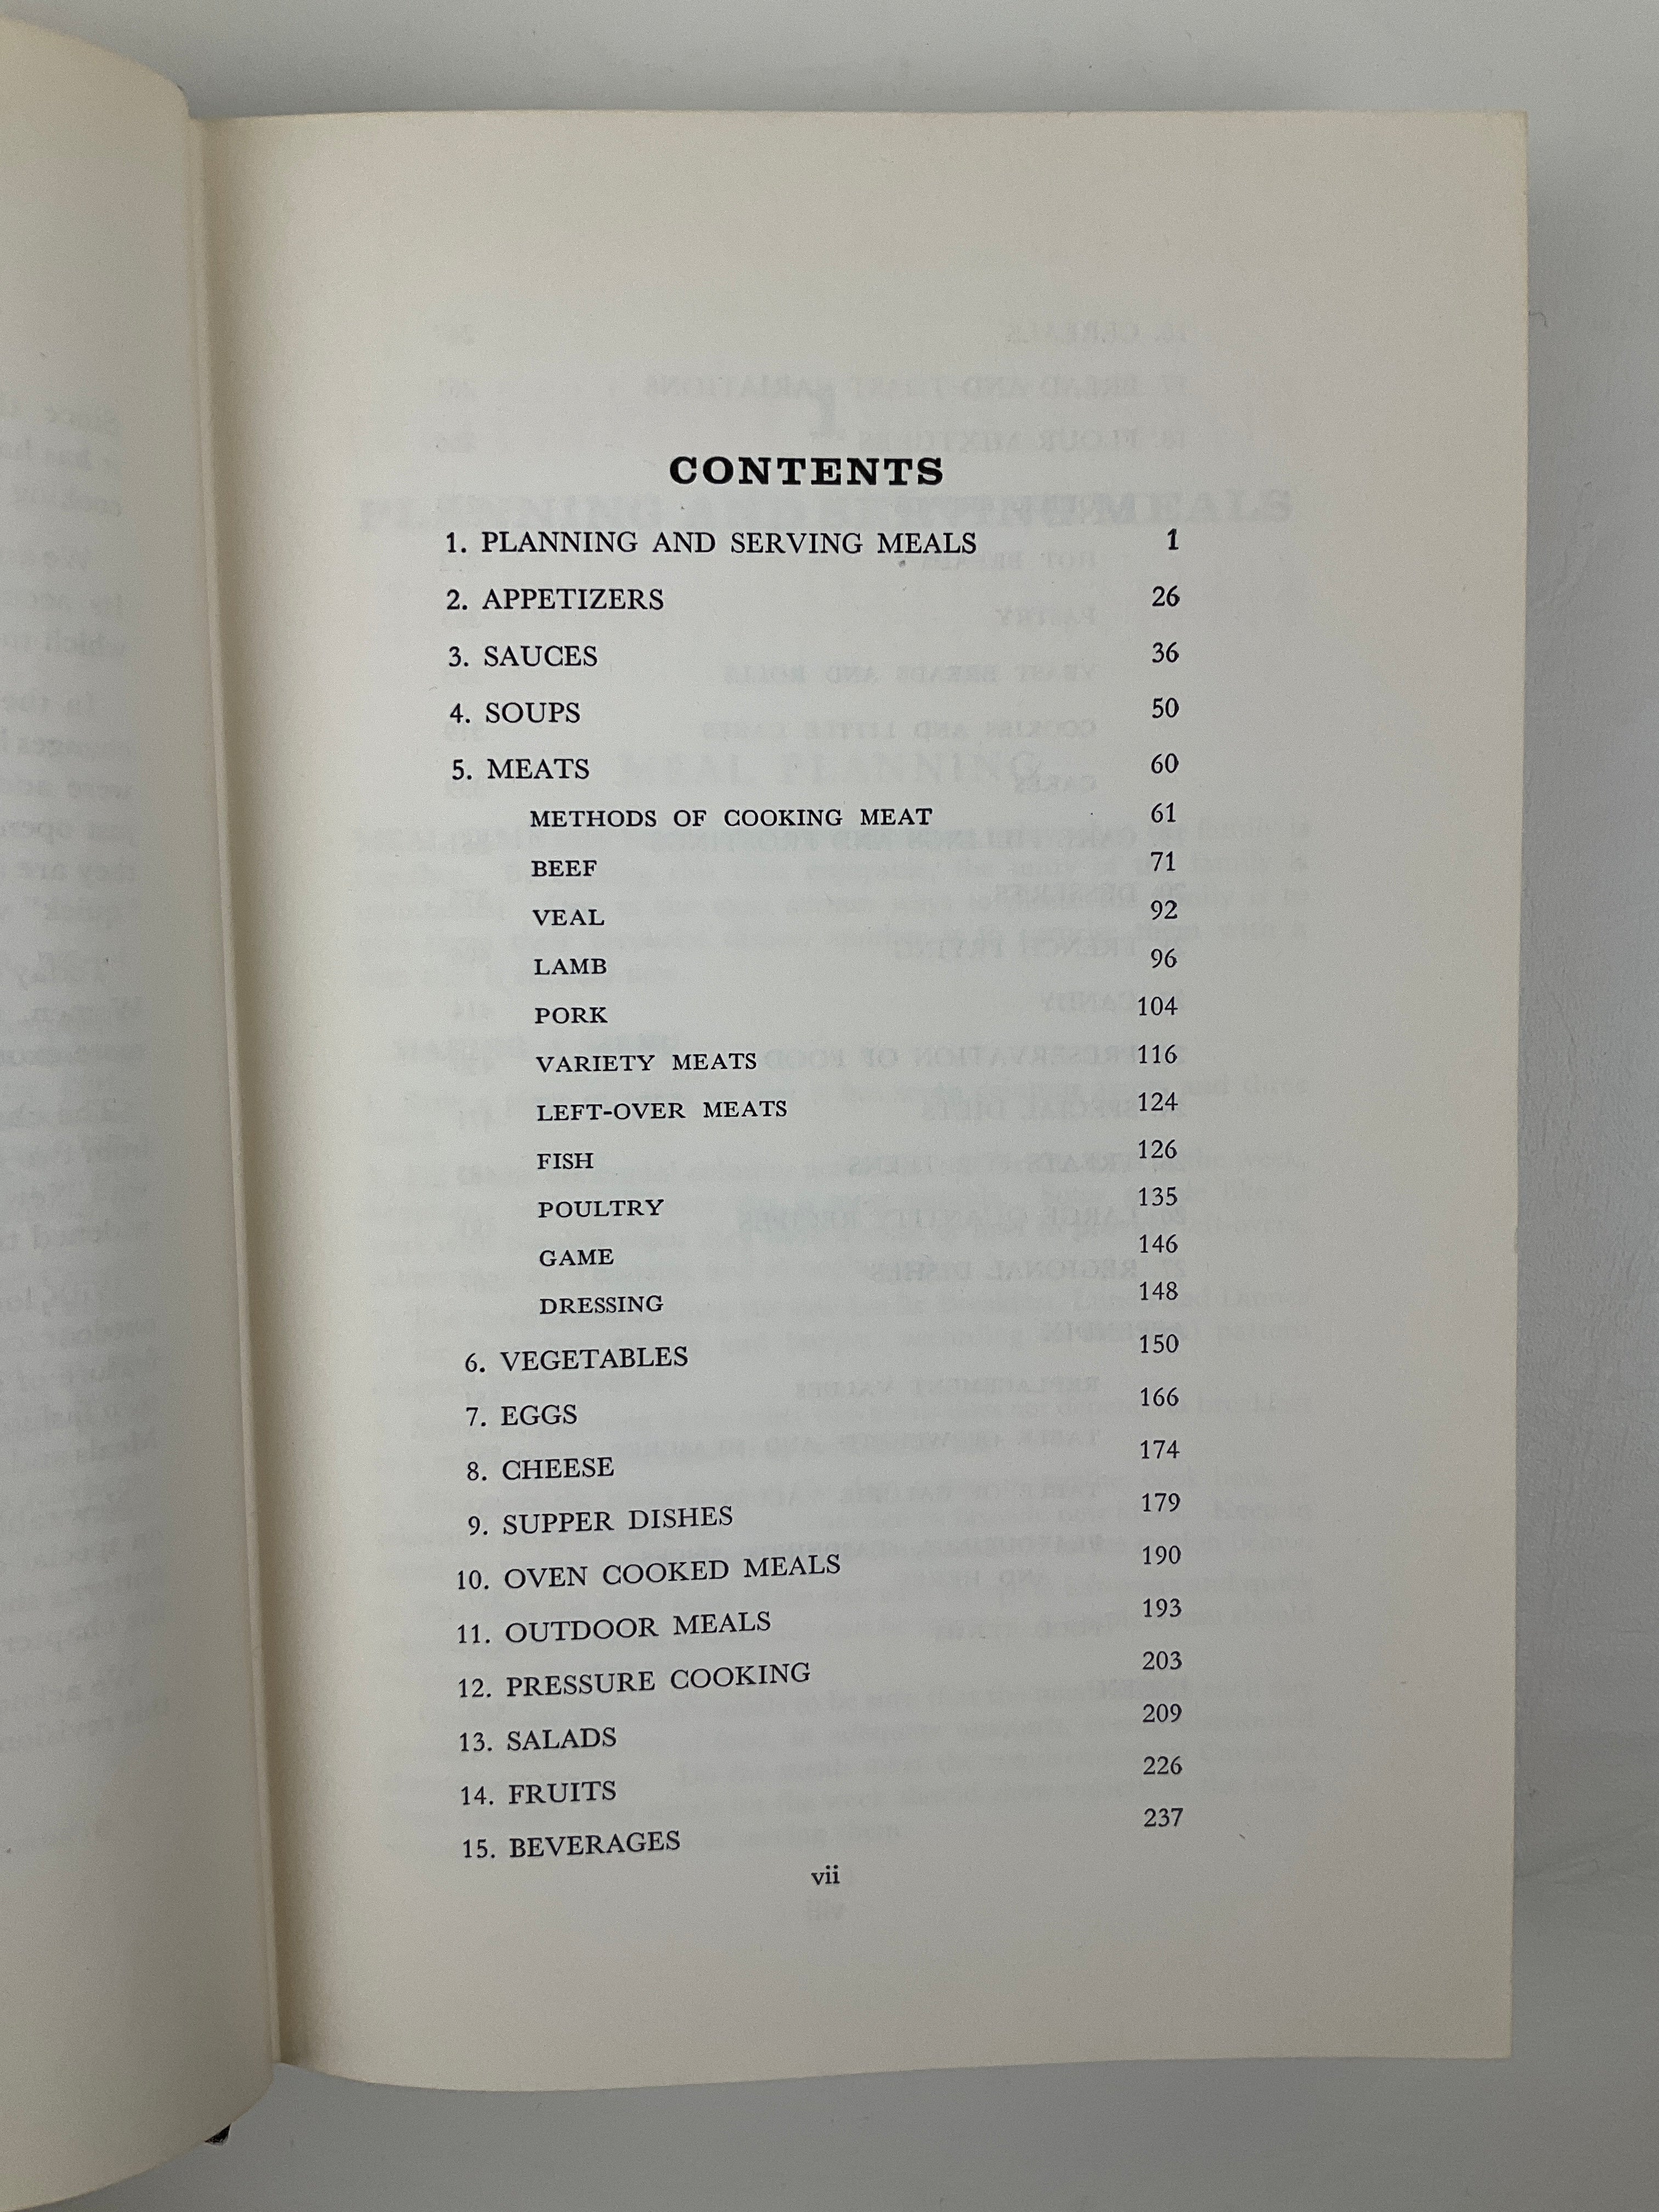 CONTENTS
1. PLANNING AND SERVING MEALS 1
2. APPETIZERS 26
3. SAUCES 36
4. SOUPS 50
5. MEATS 60
METHODS OF COOKING MEAT 61
BEEF 71
VEAL 92
LAMB 96
PORK 104
VARIETY MEATS 116
LEFT-OVER MEATS 124
FISH 126
POULTRY 135
GAME 146
DRESSING 148
6. VEGETABLES 150
7. EGGS 166
8. CHEESE 174
9. SUPPER DISHES 179
10. OVEN COOKED MEALS 190
11. OUTDOOR MEALS 193
12. PRESSURE COOKING 203
13. SALADS 209
14. FRUITS 226
15. BEVERAGES 237
vii